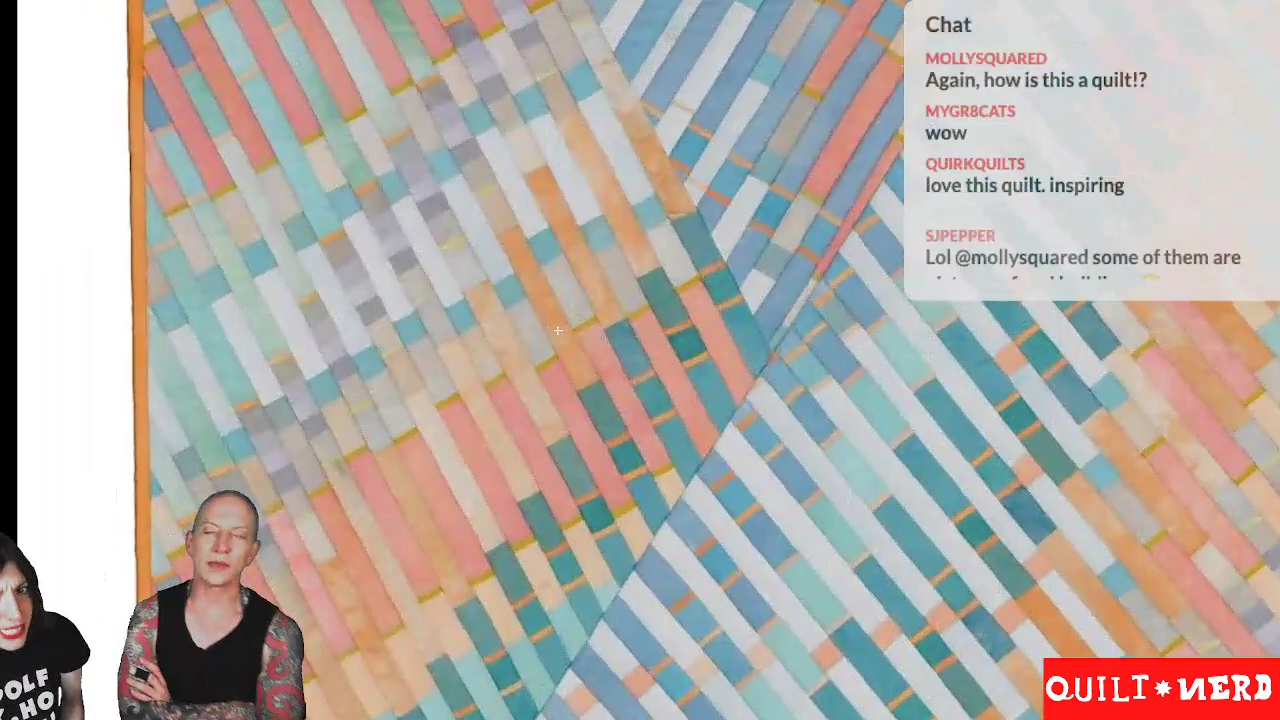 Chat
MOLLYSQUARED
Again, how is this a quilt!?
MYGR8CATS
wow
QUIRKQUILTS
love this quilt. inspiring
SJPEPPER
Lol @mollysquared some of them are
QUILT*NERD